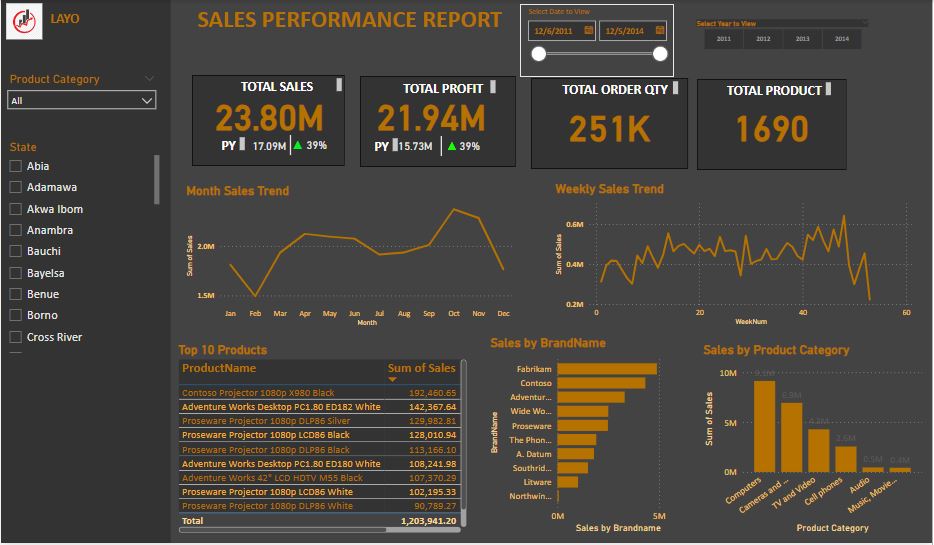 LAYO
SALES PERFORMANCE REPORT
Select Date to View
12/6/2011
12/5/2014
Select Year to View
2011
2012
2013
2014
Product Category
All
State
Abia
Adamawa
Akwa Ibom
Anambra
Bauchi
Bayelsa
Benue
Borno
Cross River
TOTAL SALES
23.80M
PY 17.09M 39%
TOTAL PROFIT
21.94M
PY 15.73M 39%
TOTAL ORDER QTY
251K
TOTAL PRODUCT
1690
Month Sales Trend
Sum of Sales
2.0M
1.5M
Jan Feb Mar Apr May Jun Jul Aug Sep Oct Nov Dec
Month
Weekly Sales Trend
Sum of Sales
0.6M
0.4M
0.2M
0 20 40 60
WeekNum
Top 10 Products
ProductName Sum of Sales
Contoso Projector 1080p X980 Black 192,460.65
Adventure Works Desktop PC1.80 ED182 White 142,367.64
Proseware Projector 1080p DLP86 Silver 129,982.81
Proseware Projector 1080p LCD86 Black 128,010.94
Proseware Projector 1080p DLP86 Black 113,166.10
Adventure Works Desktop PC1.80 ED180 White 108,241.98
Adventure Works 42" LCD HDTV M55 Black 107,370.29
Proseware Projector 1080p LCD86 White 102,195.33
Proseware Projector 1080p DLP86 White 90,789.27
Total 1,203,941.20
Sales by BrandName
BrandName
Fabrikam
Contoso
Adventur...
Wide Wo...
Proseware
The Phon...
A. Datum
Southrid...
Litware
Northwin...
0M 5M
Sales by Brandname
Sales by Product Category
Sum of Sales
10M
5M
0M
9.1M
6.9M
4.3M
2.6M
0.5M
0.4M
Computers
Cameras and ...
TV and Video
Cell phones
Audio
Music, Movie...
Product Category